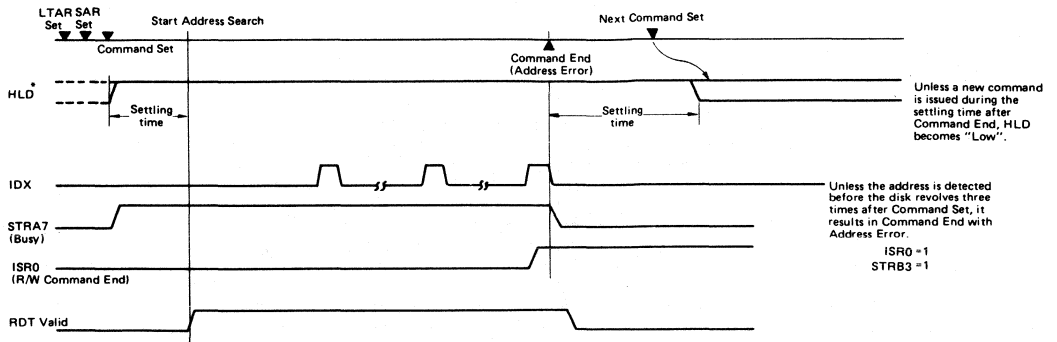 LTAR SAR
Set Set
Start Address Search
Next Command Set
Command Set
Command End
(Address Error)
HLD*
Settling
time
Settling
time
Unless a new command
is issued during the
settling time after
Command End, HLD
becomes "Low".
IDX
Unless the address is detected
before the disk revolves three
times after Command Set, it
results in Command End with
Address Error.
ISR0 =1
STRB3 =1
STRA7
(Busy)
ISR0
(R/W Command End)
RDT Valid